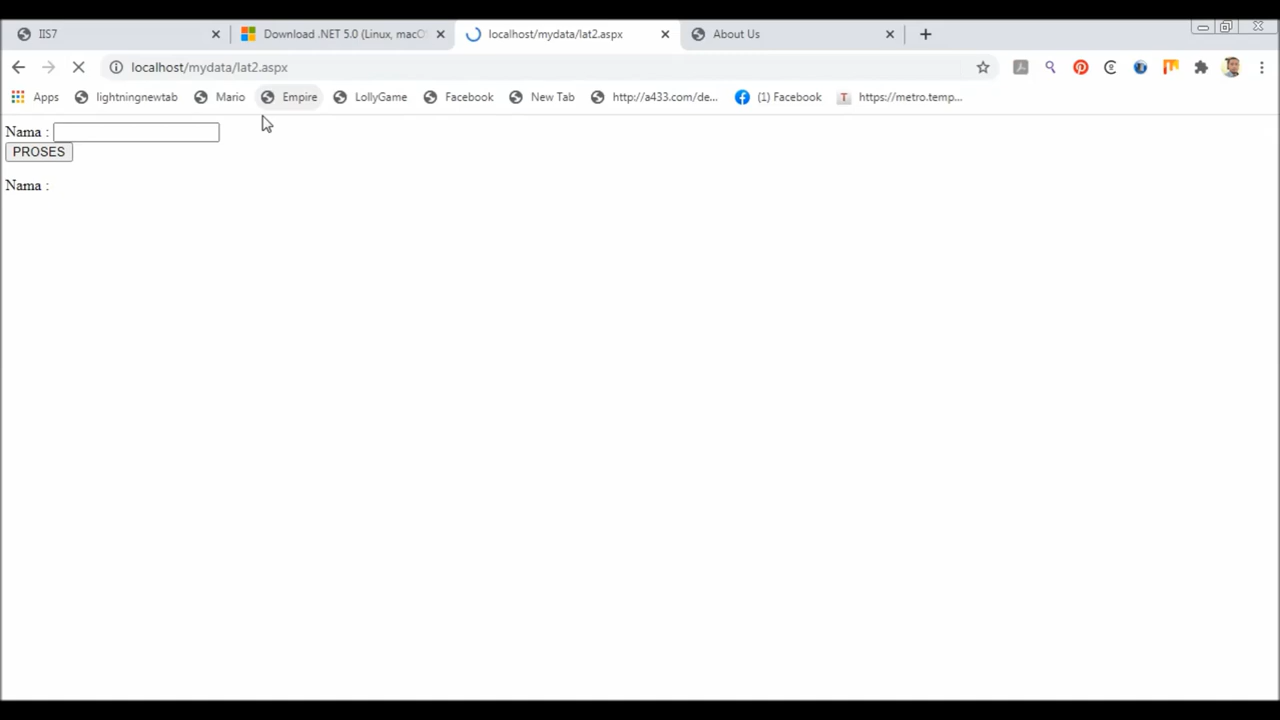 IIS7
Download .NET 5.0 (Linux, macO
localhost/mydata/lat2.aspx
About Us
localhost/mydata/lat2.aspx
Apps
lightningnewtab
Mario
Empire
LollyGame
Facebook
New Tab
http://a433.com/de...
(1) Facebook
T
https://metro.temp...
Nama :
PROSES
Nama :